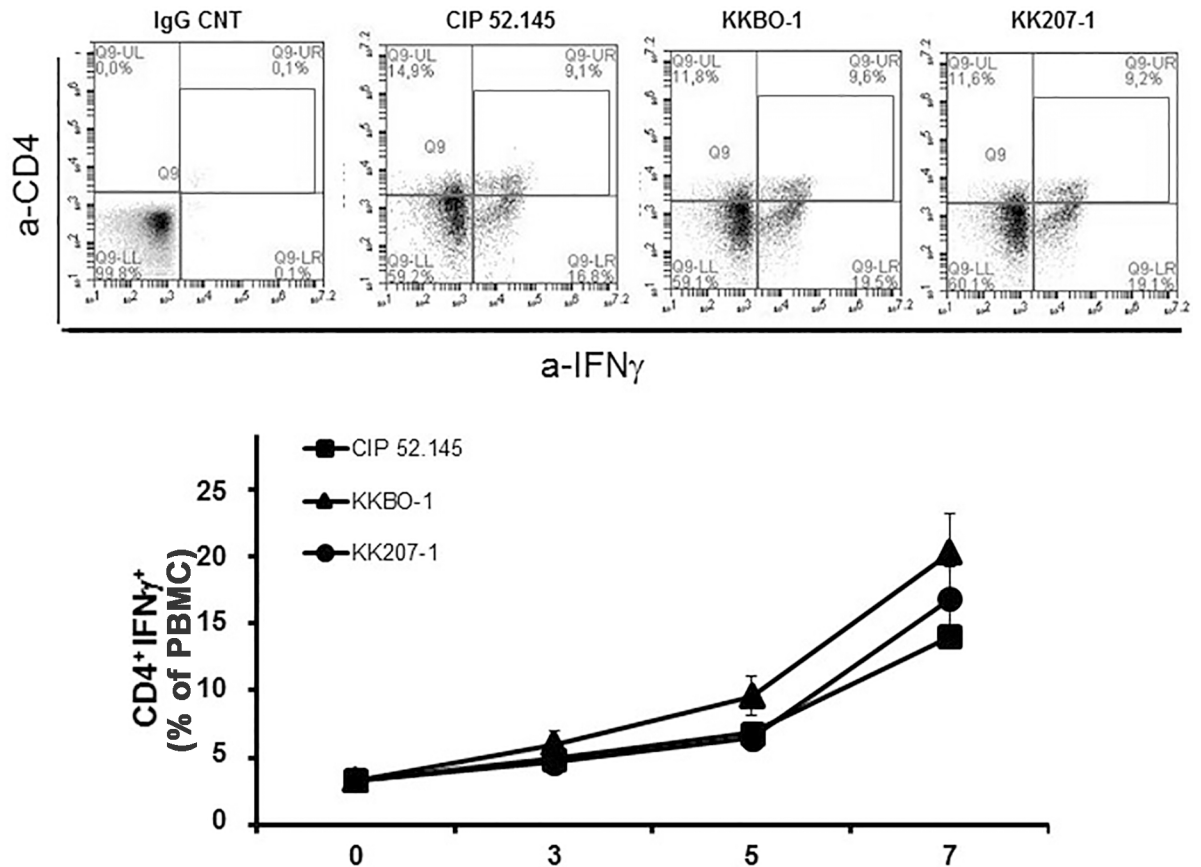 IgG CNT
CIP 52.145
KKBO-1
KK207-1
Q9-UL
0,0%
Q9-UR
0,1%
Q9
Q9-LL
99,8%
Q9-LR
0,1%
Q9-UL
14,9%
Q9-UR
9,1%
Q9
Q9-LL
59,2%
Q9-LR
16,8%
Q9-UL
11,8%
Q9-UR
9,6%
Q9
Q9-LL
59,1%
Q9-LR
19,5%
Q9-UL
11,6%
Q9-UR
9,2%
Q9
Q9-LL
60,1%
Q9-LR
19,1%
a-CD4
a-IFNγ
CIP 52.145
KKBO-1
KK207-1
CD4⁺IFNγ⁺
(% of PBMC)
25
20
15
10
5
0
0 3 5 7